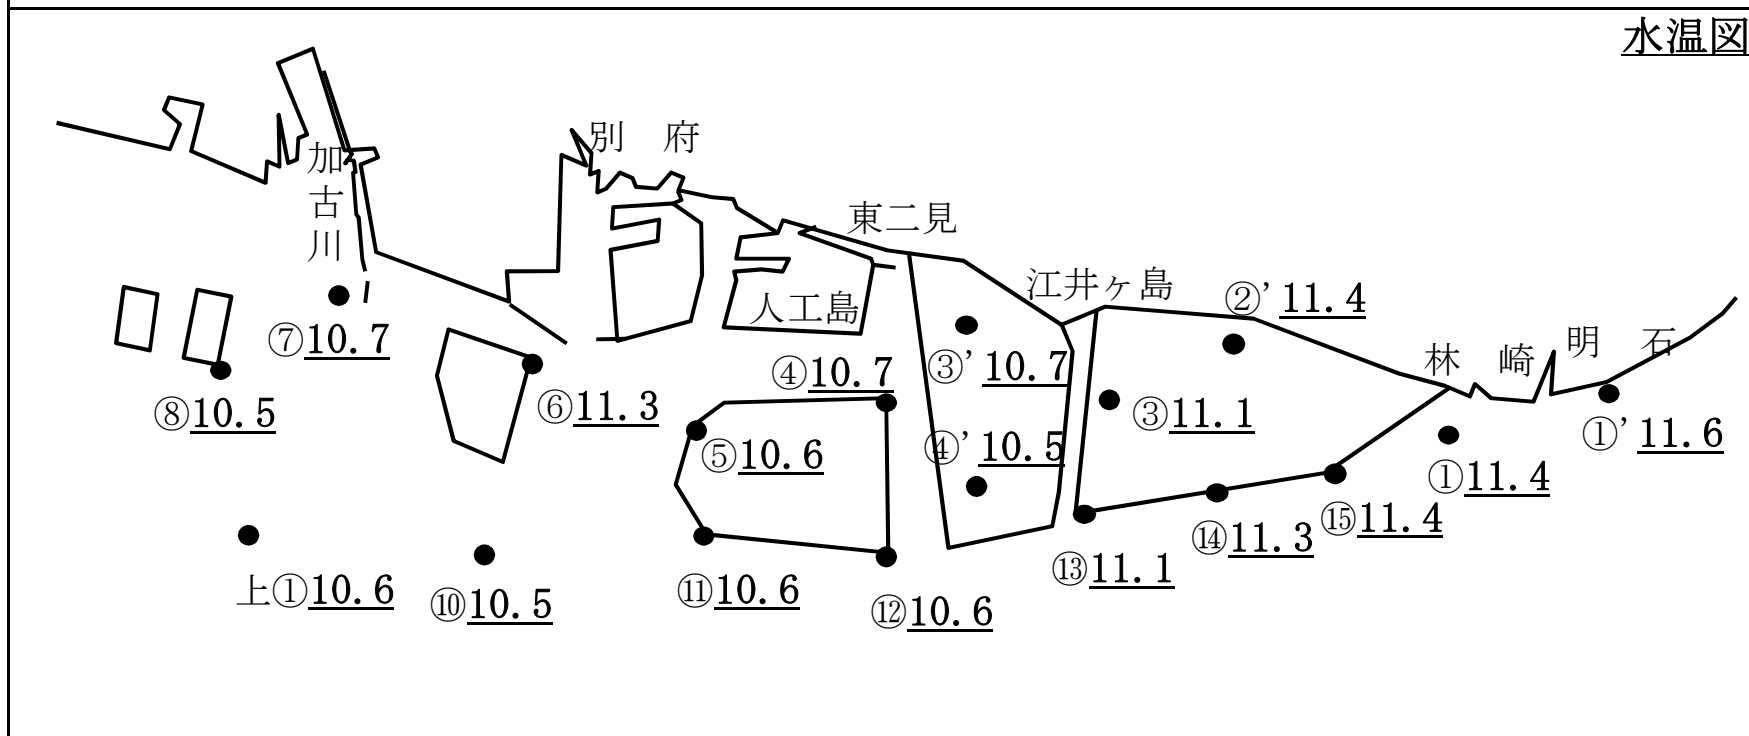 水温図
別 府
加古川
東二見
江井ヶ島
②’11.4
人工島
⑦10.7
③’10.7
林 崎
明 石
④10.7
⑧10.5
⑥11.3
③11.1
①’11.6
⑤10.6
④’10.5
①11.4
⑭11.3
⑮11.4
⑬11.1
上①10.6
⑩10.5
⑪10.6
⑫10.6